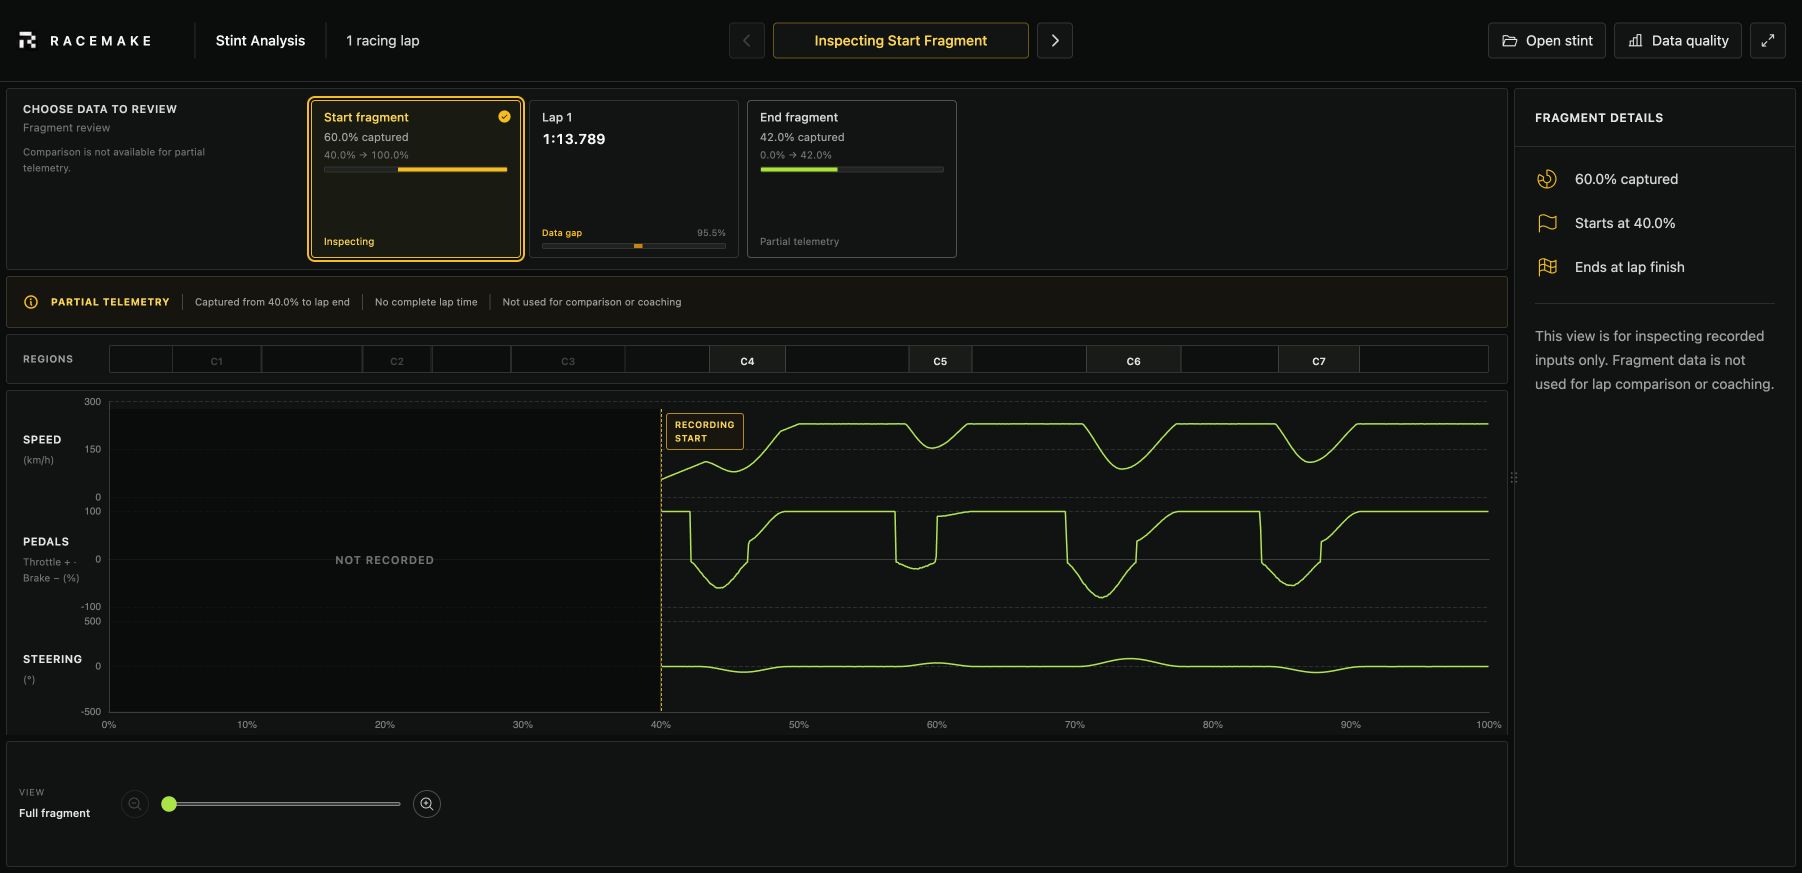 RACEMAKE
Stint Analysis
1 racing lap
Inspecting Start Fragment
Open stint
Data quality
CHOOSE DATA TO REVIEW
Fragment review
Comparison is not available for partial
telemetry.
Start fragment
60.0% captured
40.0% → 100.0%
Inspecting
Lap 1
1:13.789
Data gap
95.5%
End fragment
42.0% captured
0.0% → 42.0%
Partial telemetry
PARTIAL TELEMETRY
Captured from 40.0% to lap end
No complete lap time
Not used for comparison or coaching
REGIONS
C1
C2
C3
C4
C5
C6
C7
SPEED
(km/h)
300
150
0
RECORDING
START
PEDALS
Throttle + ·
Brake − (%)
100
0
-100
NOT RECORDED
STEERING
(°)
500
0
-500
0%
10%
20%
30%
40%
50%
60%
70%
80%
90%
100%
VIEW
Full fragment
FRAGMENT DETAILS
60.0% captured
Starts at 40.0%
Ends at lap finish
This view is for inspecting recorded
inputs only. Fragment data is not
used for lap comparison or coaching.